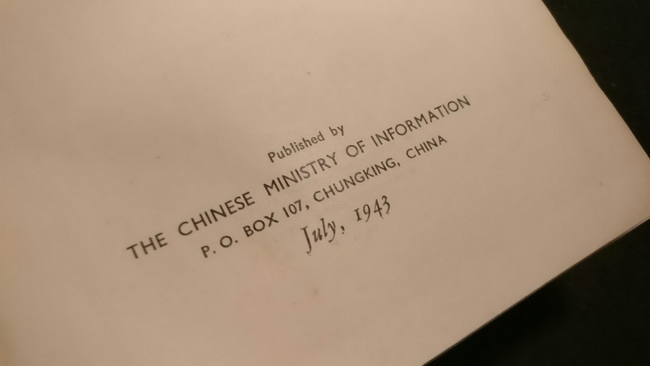 Published by
THE CHINESE MINISTRY OF INFORMATION
P. O. BOX 107, CHUNGKING, CHINA
July, 1943